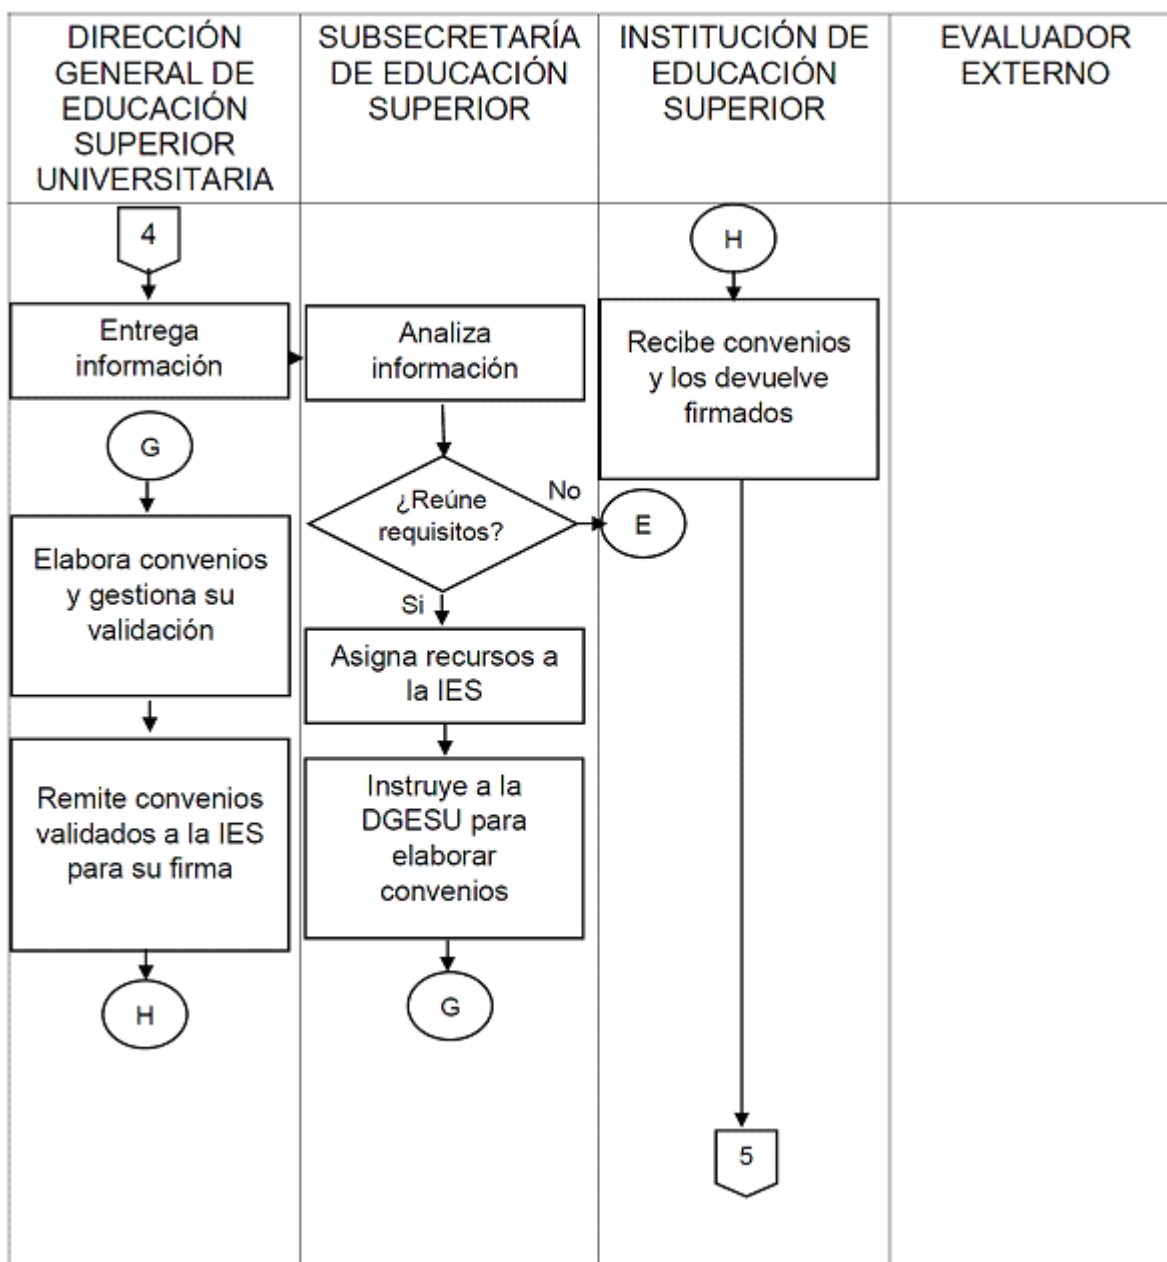 DIRECCIÓN
GENERAL DE
EDUCACIÓN
SUPERIOR
UNIVERSITARIA
SUBSECRETARÍA
DE EDUCACIÓN
SUPERIOR
INSTITUCIÓN DE
EDUCACIÓN
SUPERIOR
EVALUADOR
EXTERNO
4
Entrega
información
G
Elabora convenios
y gestiona su
validación
Remite convenios
validados a la IES
para su firma
H
Analiza
información
¿Reúne
requisitos?
No
E
Si
Asigna recursos a
la IES
Instruye a la
DGESU para
elaborar
convenios
G
H
Recibe convenios
y los devuelve
firmados
5